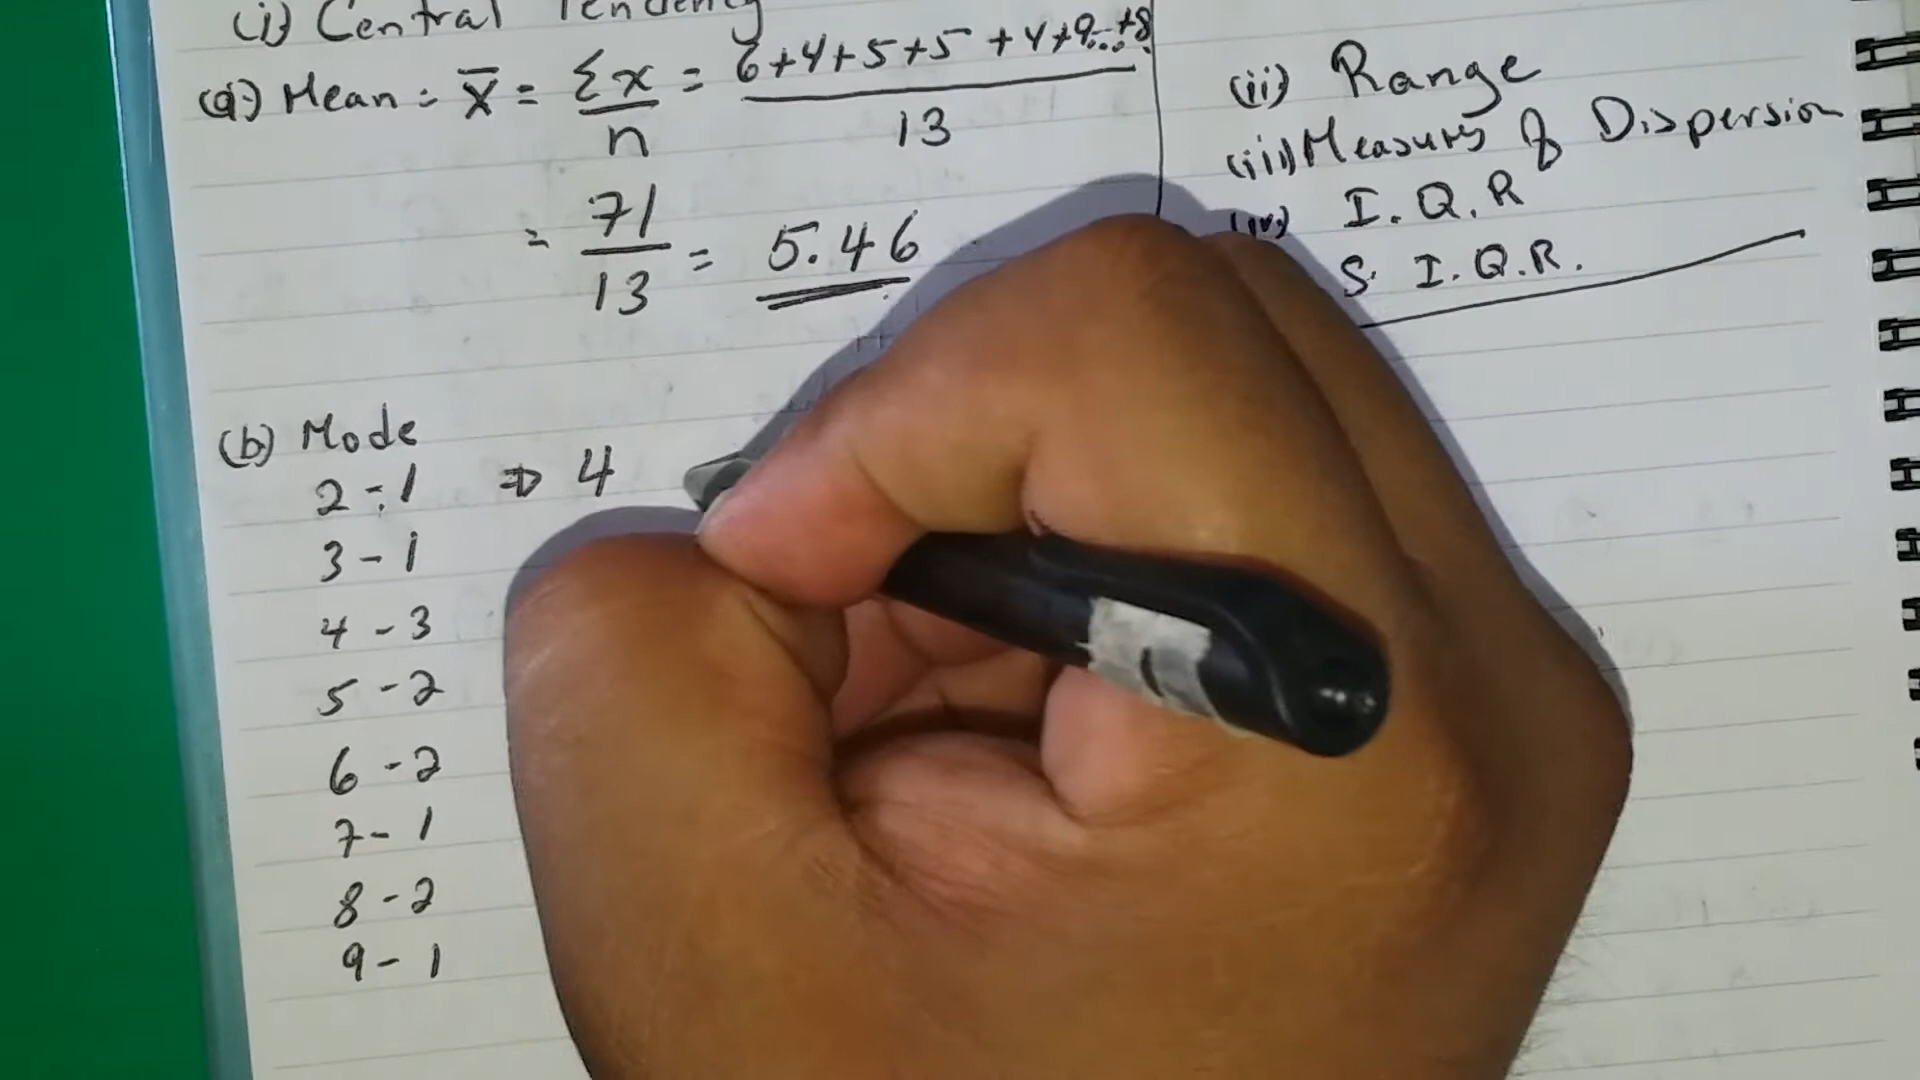 (i) Central Tendency
(a) Mean = x̄ = Σx/n = 6+4+5+5+4+9...+8/13
= 71/13 = 5.46
(b) Mode
2 - 1 ⇒ 4
3 - 1
4 - 3
5 - 2
6 - 2
7 - 1
8 - 2
9 - 1
(ii) Range
(iii) Measures of Dispersion
(iv) I.Q.R
S.I.Q.R.